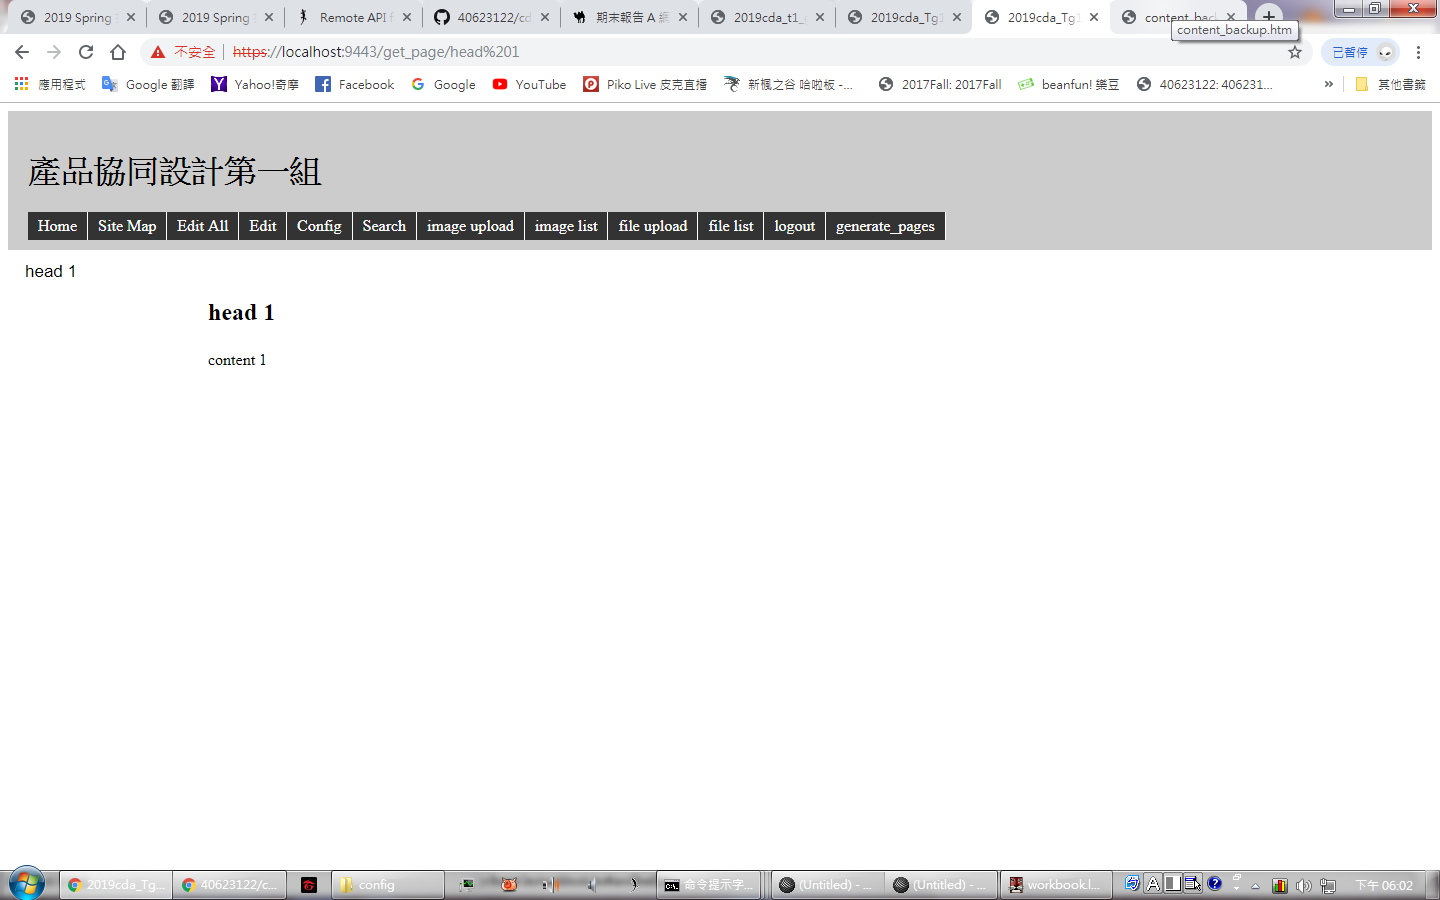 2019 Spring
2019 Spring
Remote API
40623122/cd
期末報告 A
2019cda_t1_
2019cda_Tg1
2019cda_Tg1
content_back
content_backup.htm
不安全 | https://localhost:9443/get_page/head%201
已暫停
應用程式 Google 翻譯 Yahoo!奇摩 Facebook Google YouTube Piko Live 皮克直播 新楓之谷 哈啦板 -... 2017Fall: 2017Fall beanfun! 樂豆 40623122: 406231... » 其他書籤
產品協同設計第一組
Home Site Map Edit All Edit Config Search image upload image list file upload file list logout generate_pages
head 1
head 1
content 1
2019cda_Tg... 40623122/c... config 命令提示字... (Untitled) - ... (Untitled) - ... workbook.l... A 下午 06:02